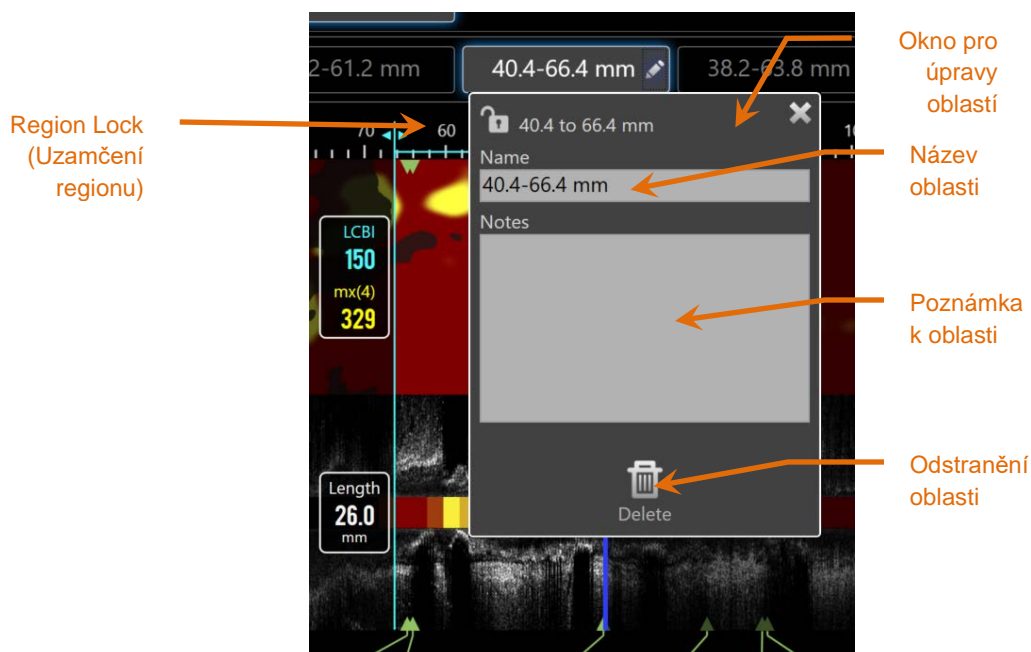 Okno pro
úpravy
oblastí
2-61.2 mm
40.4-66.4 mm
38.2-63.8 mm
Region Lock
(Uzamčení
regionu)
70
60
40.4 to 66.4 mm
Name
40.4-66.4 mm
Název
oblasti
Notes
LCBI
150
mx(4)
329
Poznámka
k oblasti
Length
26.0
mm
Delete
Odstranění
oblasti